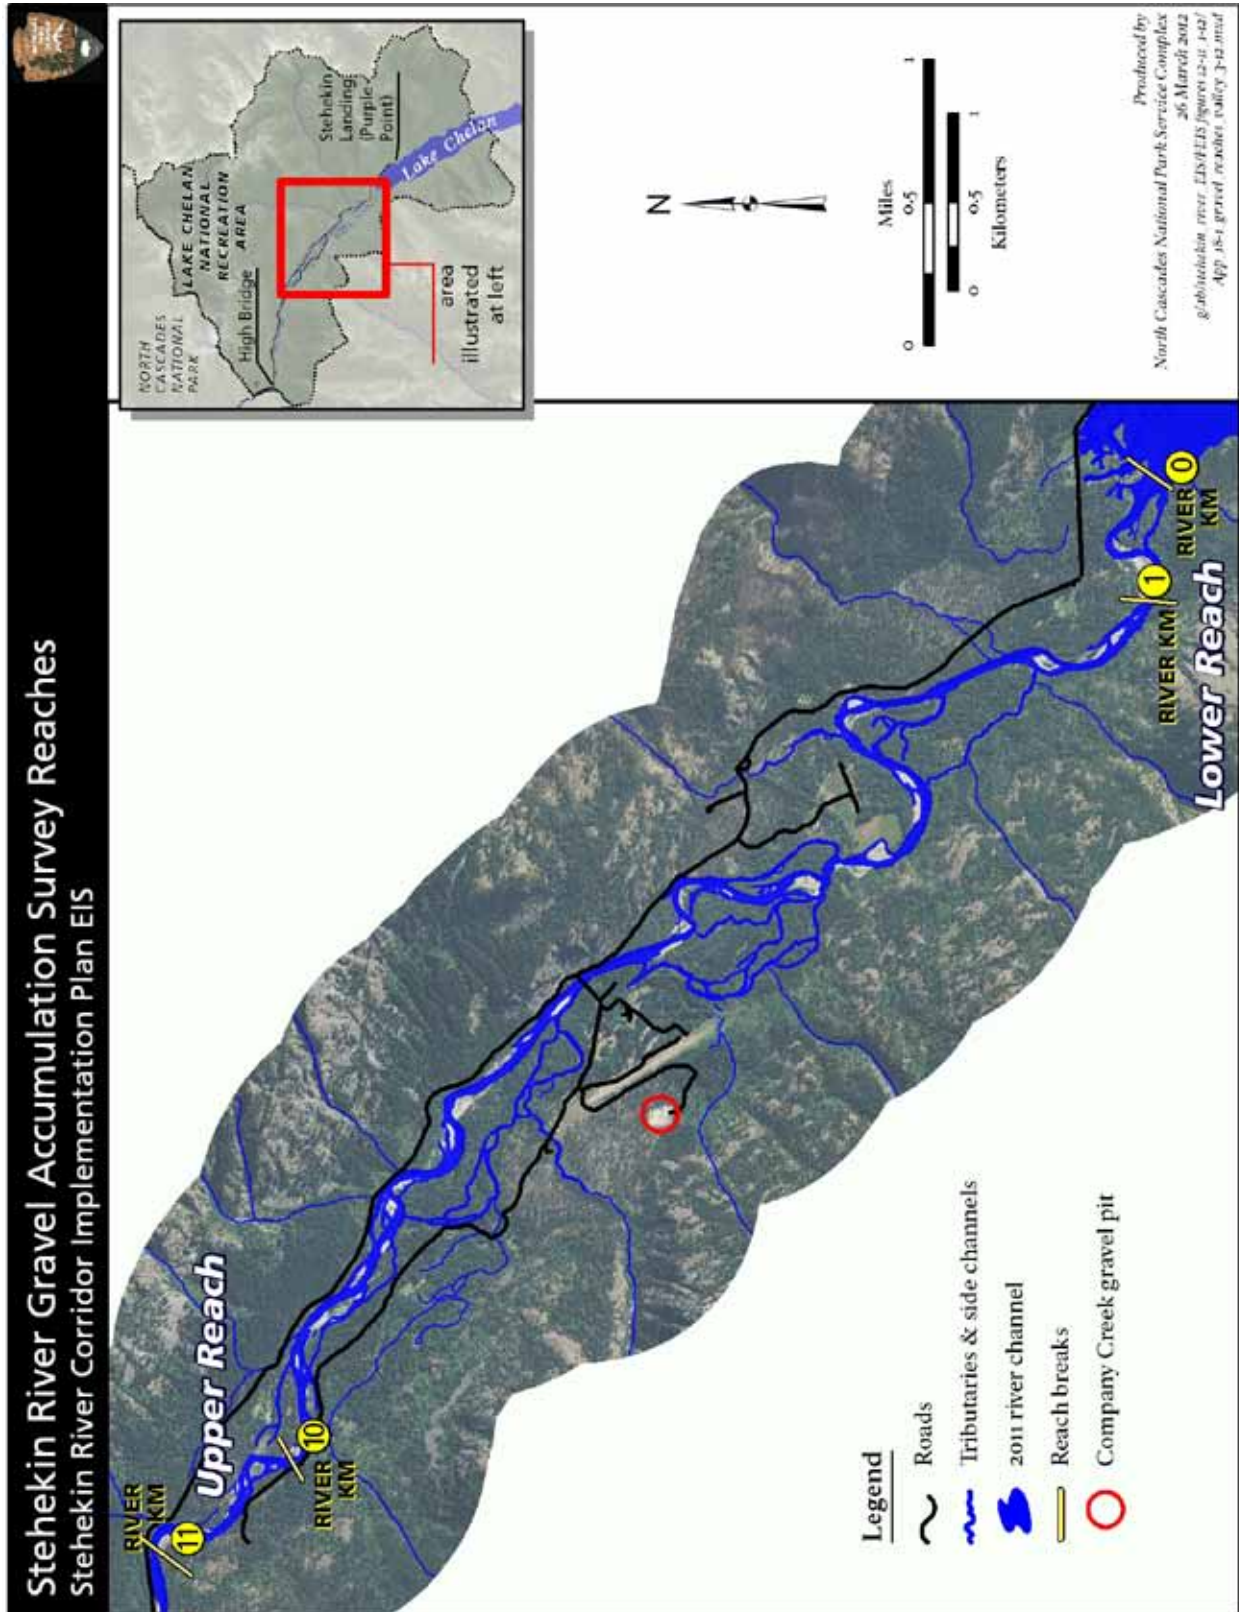 Stehekin River Gravel Accumulation Survey Reaches
Stehekin River Corridor Implementation Plan EIS
RIVER
KM
11
Upper Reach
RIVER
KM
10
RIVER KM
1
RIVER
KM
0
Lower Reach
Legend
Roads
Tributaries & side channels
2011 river channel
Reach breaks
Company Creek gravel pit
NORTH
CASCADES
NATIONAL
PARK
LAKE CHELAN
NATIONAL
RECREATION
AREA
High Bridge
Stehekin
Landing
(Purple
Point)
Lake Chelan
area
illustrated
at left
N
Miles
0 0.5 1
0 0.5 1
Kilometers
Produced by
North Cascades National Park Service Complex
26 March 2012